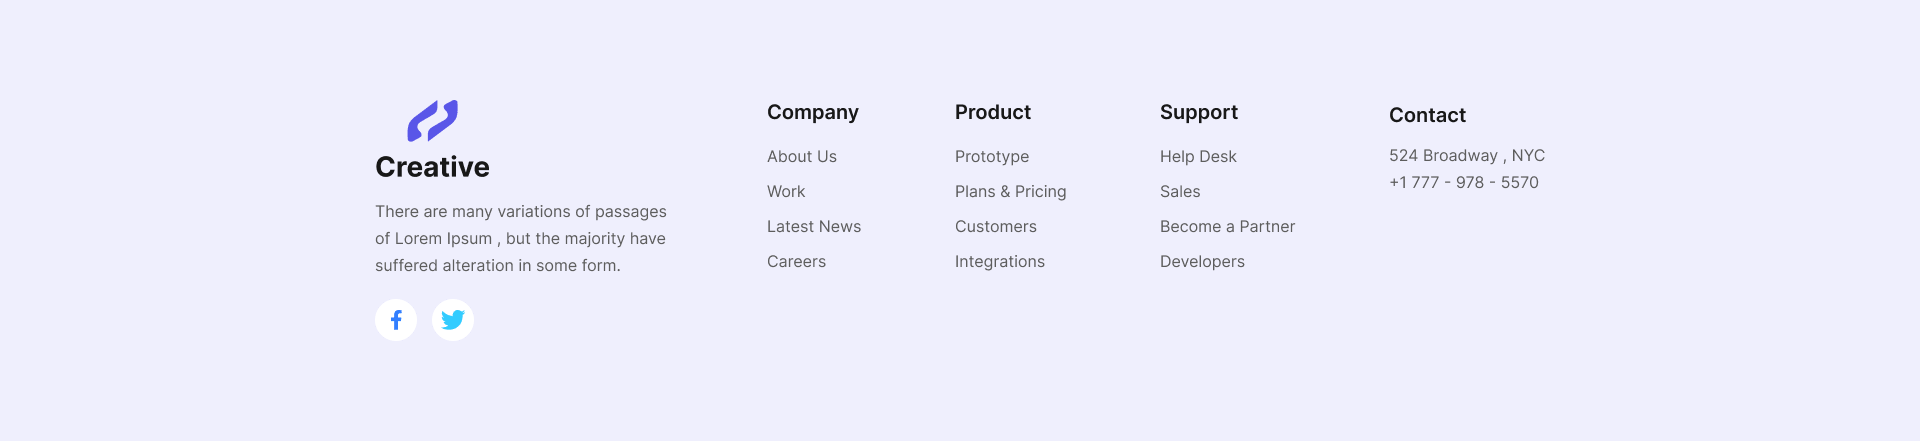 Creative
There are many variations of passages
of Lorem Ipsum , but the majority have
suffered alteration in some form.
Company
About Us
Work
Latest News
Careers
Product
Prototype
Plans & Pricing
Customers
Integrations
Support
Help Desk
Sales
Become a Partner
Developers
Contact
524 Broadway , NYC
+1 777 - 978 - 5570